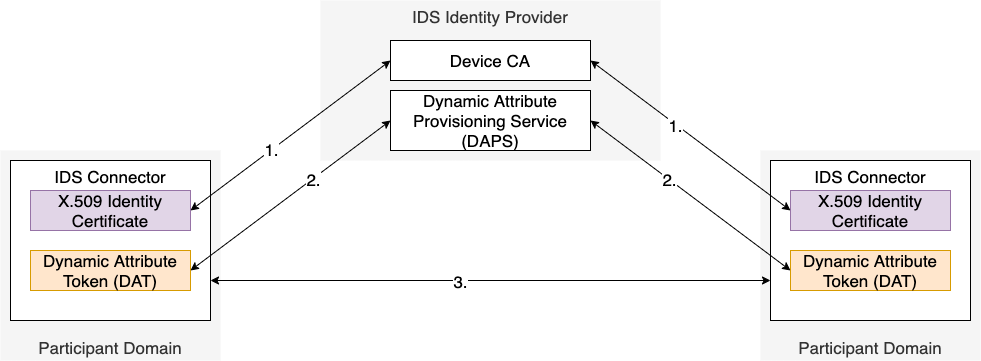 IDS Identity Provider
Device CA
Dynamic Attribute
Provisioning Service
(DAPS)
1.
1.
2.
2.
IDS Connector
X.509 Identity
Certificate
Dynamic Attribute
Token (DAT)
3.
IDS Connector
X.509 Identity
Certificate
Dynamic Attribute
Token (DAT)
Participant Domain
Participant Domain